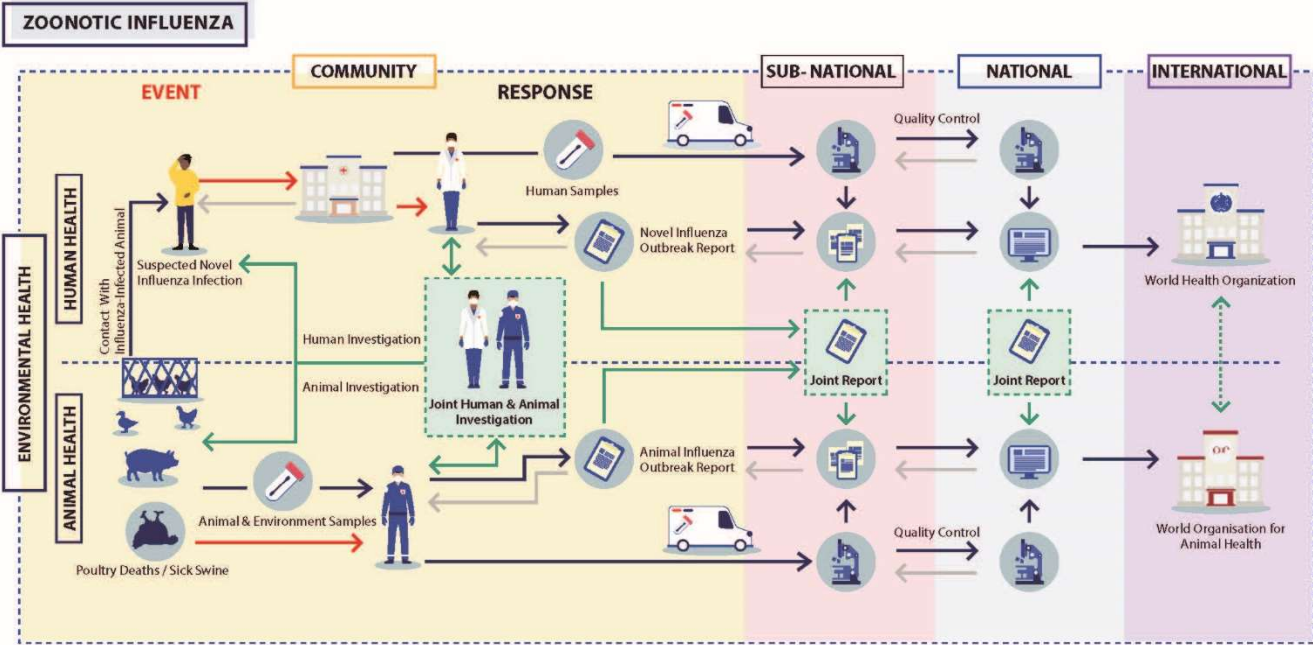 ZOONOTIC INFLUENZA
COMMUNITY
SUB- NATIONAL
NATIONAL
INTERNATIONAL
EVENT
RESPONSE
ENVIRONMENTAL HEALTH
HUMAN HEALTH
ANIMAL HEALTH
Contact With
Influenza-Infected Animal
Suspected Novel
Influenza Infection
Human Samples
Quality Control
Novel Influenza
Outbreak Report
World Health Organization
Human Investigation
Animal Investigation
Joint Human & Animal
Investigation
Joint Report
Joint Report
Animal Influenza
Outbreak Report
Animal & Environment Samples
Poultry Deaths / Sick Swine
Quality Control
World Organisation for
Animal Health